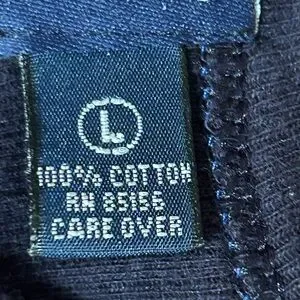 L
100% COTTON
RN 85156
CARE OVER